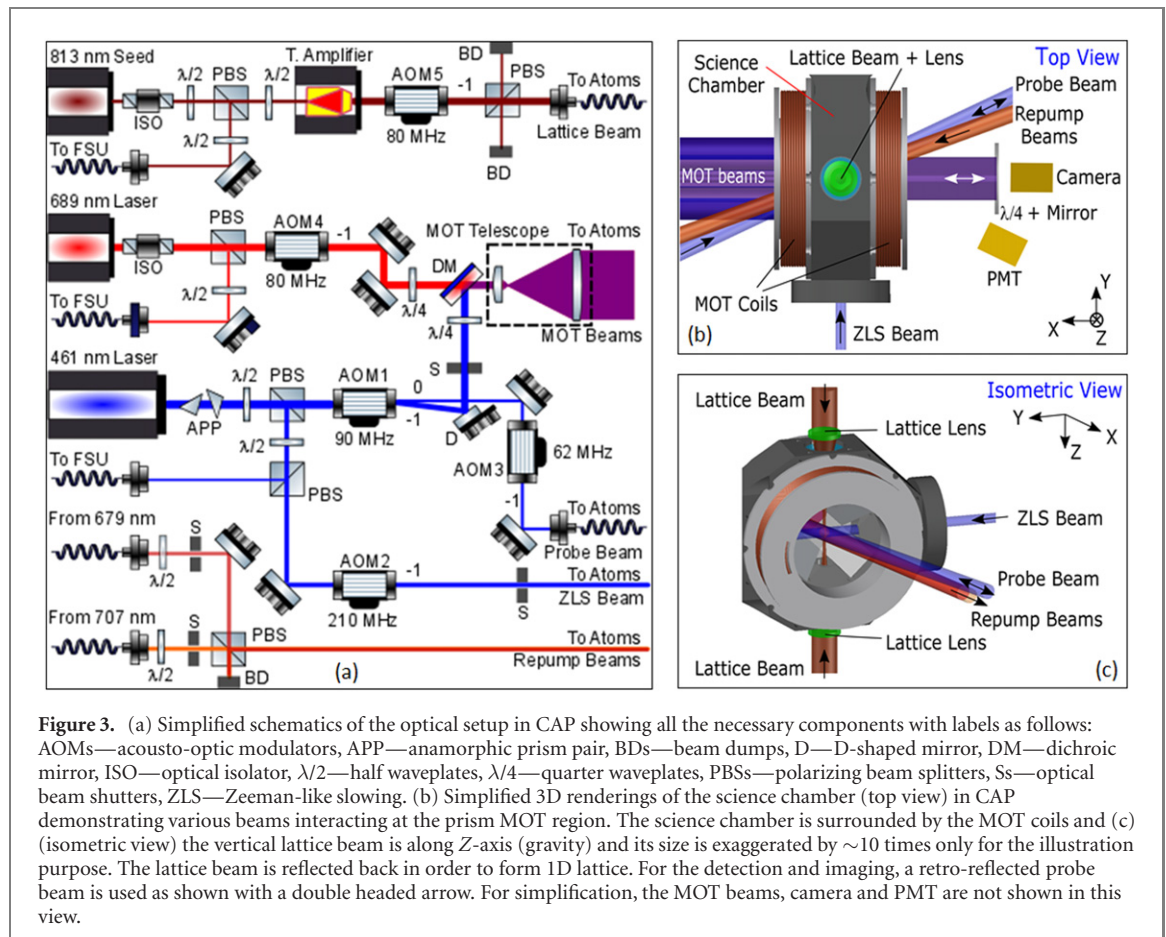 813 nm Seed
PBS
λ/2
λ/2
T. Amplifier
AOM5
-1
BD
PBS
To Atoms
ISO
λ/2
80 MHz
Lattice Beam
To FSU
BD
689 nm Laser
PBS
AOM4
-1
MOT Telescope
To Atoms
DM
ISO
λ/2
80 MHz
λ/4
To FSU
λ/4
MOT Beams
461 nm Laser
λ/2
PBS
AOM1
0
-1
S
APP
λ/2
90 MHz
D
AOM3
62 MHz
To FSU
PBS
-1
To Atoms
From 679 nm
S
Probe Beam
λ/2
AOM2
-1
To Atoms
ZLS Beam
From 707 nm
S
210 MHz
S
PBS
To Atoms
λ/2
BD
(a)
Repump Beams
Lattice Beam + Lens
Top View
Science
Chamber
Probe Beam
Repump
Beams
MOT beams
Camera
λ/4 + Mirror
PMT
MOT Coils
Y
X
Z
(b)
ZLS Beam
Isometric View
Lattice Beam
Lattice Lens
Y
X
Z
ZLS Beam
Probe Beam
Repump Beams
Lattice Lens
Lattice Beam
(c)
Figure 3. (a) Simplified schematics of the optical setup in CAP showing all the necessary components with labels as follows:
AOMs—acousto-optic modulators, APP—anamorphic prism pair, BDs—beam dumps, D—D-shaped mirror, DM—dichroic
mirror, ISO—optical isolator, λ/2—half waveplates, λ/4—quarter waveplates, PBSs—polarizing beam splitters, Ss—optical
beam shutters, ZLS—Zeeman-like slowing. (b) Simplified 3D renderings of the science chamber (top view) in CAP
demonstrating various beams interacting at the prism MOT region. The science chamber is surrounded by the MOT coils and (c)
(isometric view) the vertical lattice beam is along Z-axis (gravity) and its size is exaggerated by ∼10 times only for the illustration
purpose. The lattice beam is reflected back in order to form 1D lattice. For the detection and imaging, a retro-reflected probe
beam is used as shown with a double headed arrow. For simplification, the MOT beams, camera and PMT are not shown in this
view.